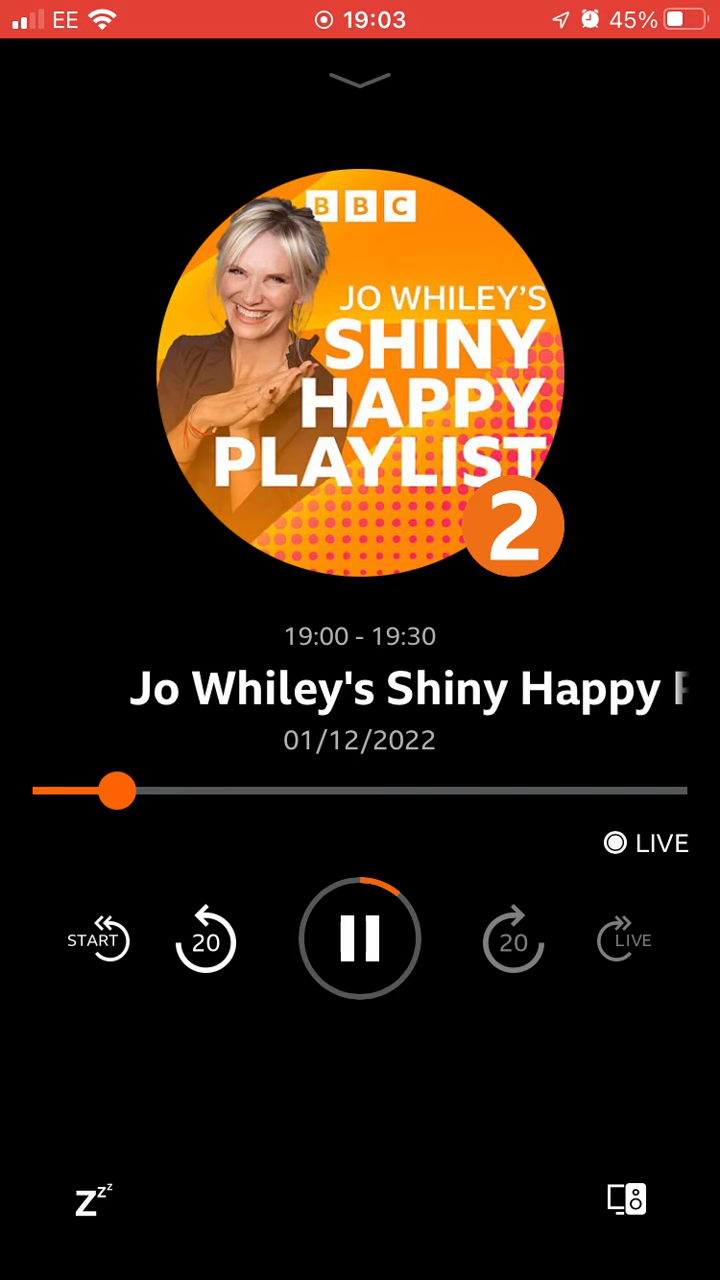 EE 19:03 45%
BBC
JO WHILEY'S
SHINY
HAPPY
PLAYLIST
2
19:00 - 19:30
Jo Whiley's Shiny Happy
01/12/2022
LIVE
START 20 20 LIVE
Zzz